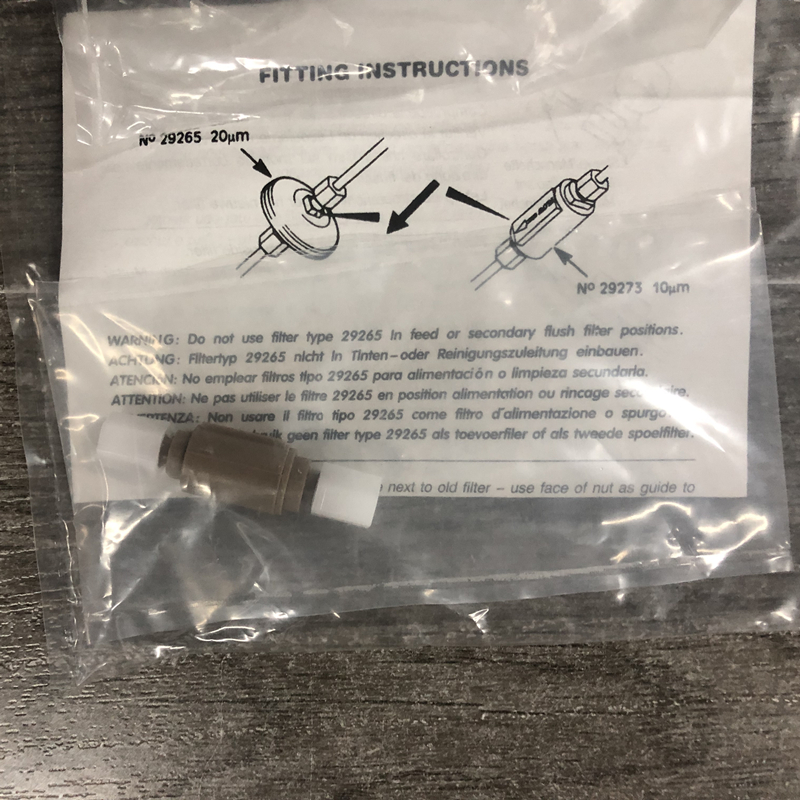 FITTING INSTRUCTIONS
Nº 29265 20µm
Nº 29273 10µm
WARNING: Do not use filter type 29265 in feed or secondary flush filter positions.
ACHTUNG: Filtertyp 29265 nicht in Tinten-oder Reinigungszuleitung einbauen.
ATENCIÓN: No emplear filtros tipo 29265 para alimentación o limpieza secundaria.
ATTENTION: Ne pas utiliser le filtre 29265 en position alimentation ou rincage
Non usare il filtro tipo 29265 come filtro d'alimentazione o spurgo.
geen filter type 29265 als toevoerfiler of als tweede spoelfilter.
next to old filter – use face of nut as guide to